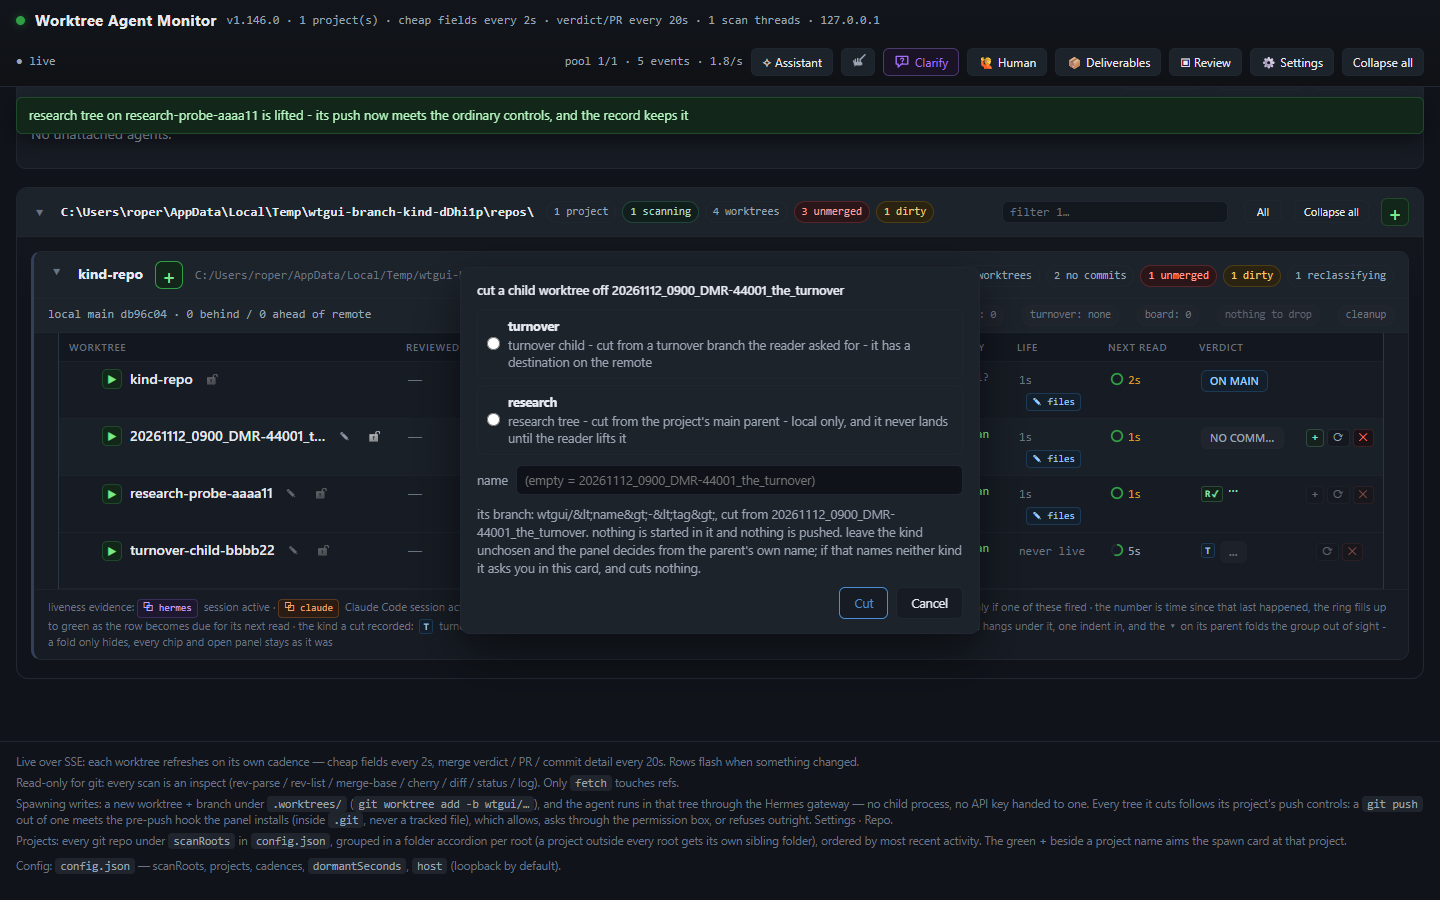 Worktree Agent Monitor v1.146.0 · 1 project(s) · cheap fields every 2s · verdict/PR every 20s · 1 scan threads · 127.0.0.1
live
pool 1/1 · 5 events · 1.8/s
Assistant
Clarify
Human
Deliverables
Review
Settings
Collapse all
research tree on research-probe-aaaa11 is lifted - its push now meets the ordinary controls, and the record keeps it
No unattached agents.
C:\Users\roper\AppData\Local\Temp\wtgui-branch-kind-dDhi1p\repos\
1 project
1 scanning
4 worktrees
3 unmerged
1 dirty
filter 1…
All
Collapse all
+
kind-repo
+
C:/Users/roper/AppData/Local/Temp/wtgui-
worktrees
2 no commits
1 unmerged
1 dirty
1 reclassifying
local main db96c04 · 0 behind / 0 ahead of remote
: 0
turnover: none
board: 0
nothing to drop
cleanup
WORKTREE
REVIEWED
LIFE
NEXT READ
VERDICT
kind-repo
—
1s
files
2s
ON MAIN
20261112_0900_DMR-44001_t...
—
1s
files
1s
NO COMM...
+
research-probe-aaaa11
—
1s
files
1s
R✓
...
+
turnover-child-bbbb22
—
never live
5s
T
...
cut a child worktree off 20261112_0900_DMR-44001_the_turnover
turnover
turnover child - cut from a turnover branch the reader asked for - it has a
destination on the remote
research
research tree - cut from the project's main parent - local only, and it never lands
until the reader lifts it
name
(empty = 20261112_0900_DMR-44001_the_turnover)
its branch: wtgui/&lt;name&gt;-&lt;tag&gt;, cut from 20261112_0900_DMR-
44001_the_turnover. nothing is started in it and nothing is pushed. leave the kind
unchosen and the panel decides from the parent's own name; if that names neither kind
it asks you in this card, and cuts nothing.
Cut
Cancel
liveness evidence: hermes session active · claude Claude Code session ac
ly if one of these fired · the number is time since that last happened, the ring fills up
to green as the row becomes due for its next read · the kind a cut recorded: T turn
hangs under it, one indent in, and the ▾ on its parent folds the group out of sight -
a fold only hides, every chip and open panel stays as it was
Live over SSE: each worktree refreshes on its own cadence — cheap fields every 2s, merge verdict / PR / commit detail every 20s. Rows flash when something changed.
Read-only for git: every scan is an inspect (rev-parse / rev-list / merge-base / cherry / diff / status / log). Only fetch touches refs.
Spawning writes: a new worktree + branch under .worktrees/ ( git worktree add -b wtgui/… ), and the agent runs in that tree through the Hermes gateway — no child process, no API key handed to one. Every tree it cuts follows its project's push controls: a git push
out of one meets the pre-push hook the panel installs (inside .git, never a tracked file), which allows, asks through the permission box, or refuses outright. Settings · Repo.
Projects: every git repo under scanRoots in config.json, grouped in a folder accordion per root (a project outside every root gets its own sibling folder), ordered by most recent activity. The green + beside a project name aims the spawn card at that project.
Config: config.json — scanRoots, projects, cadences, dormantSeconds, host (loopback by default).